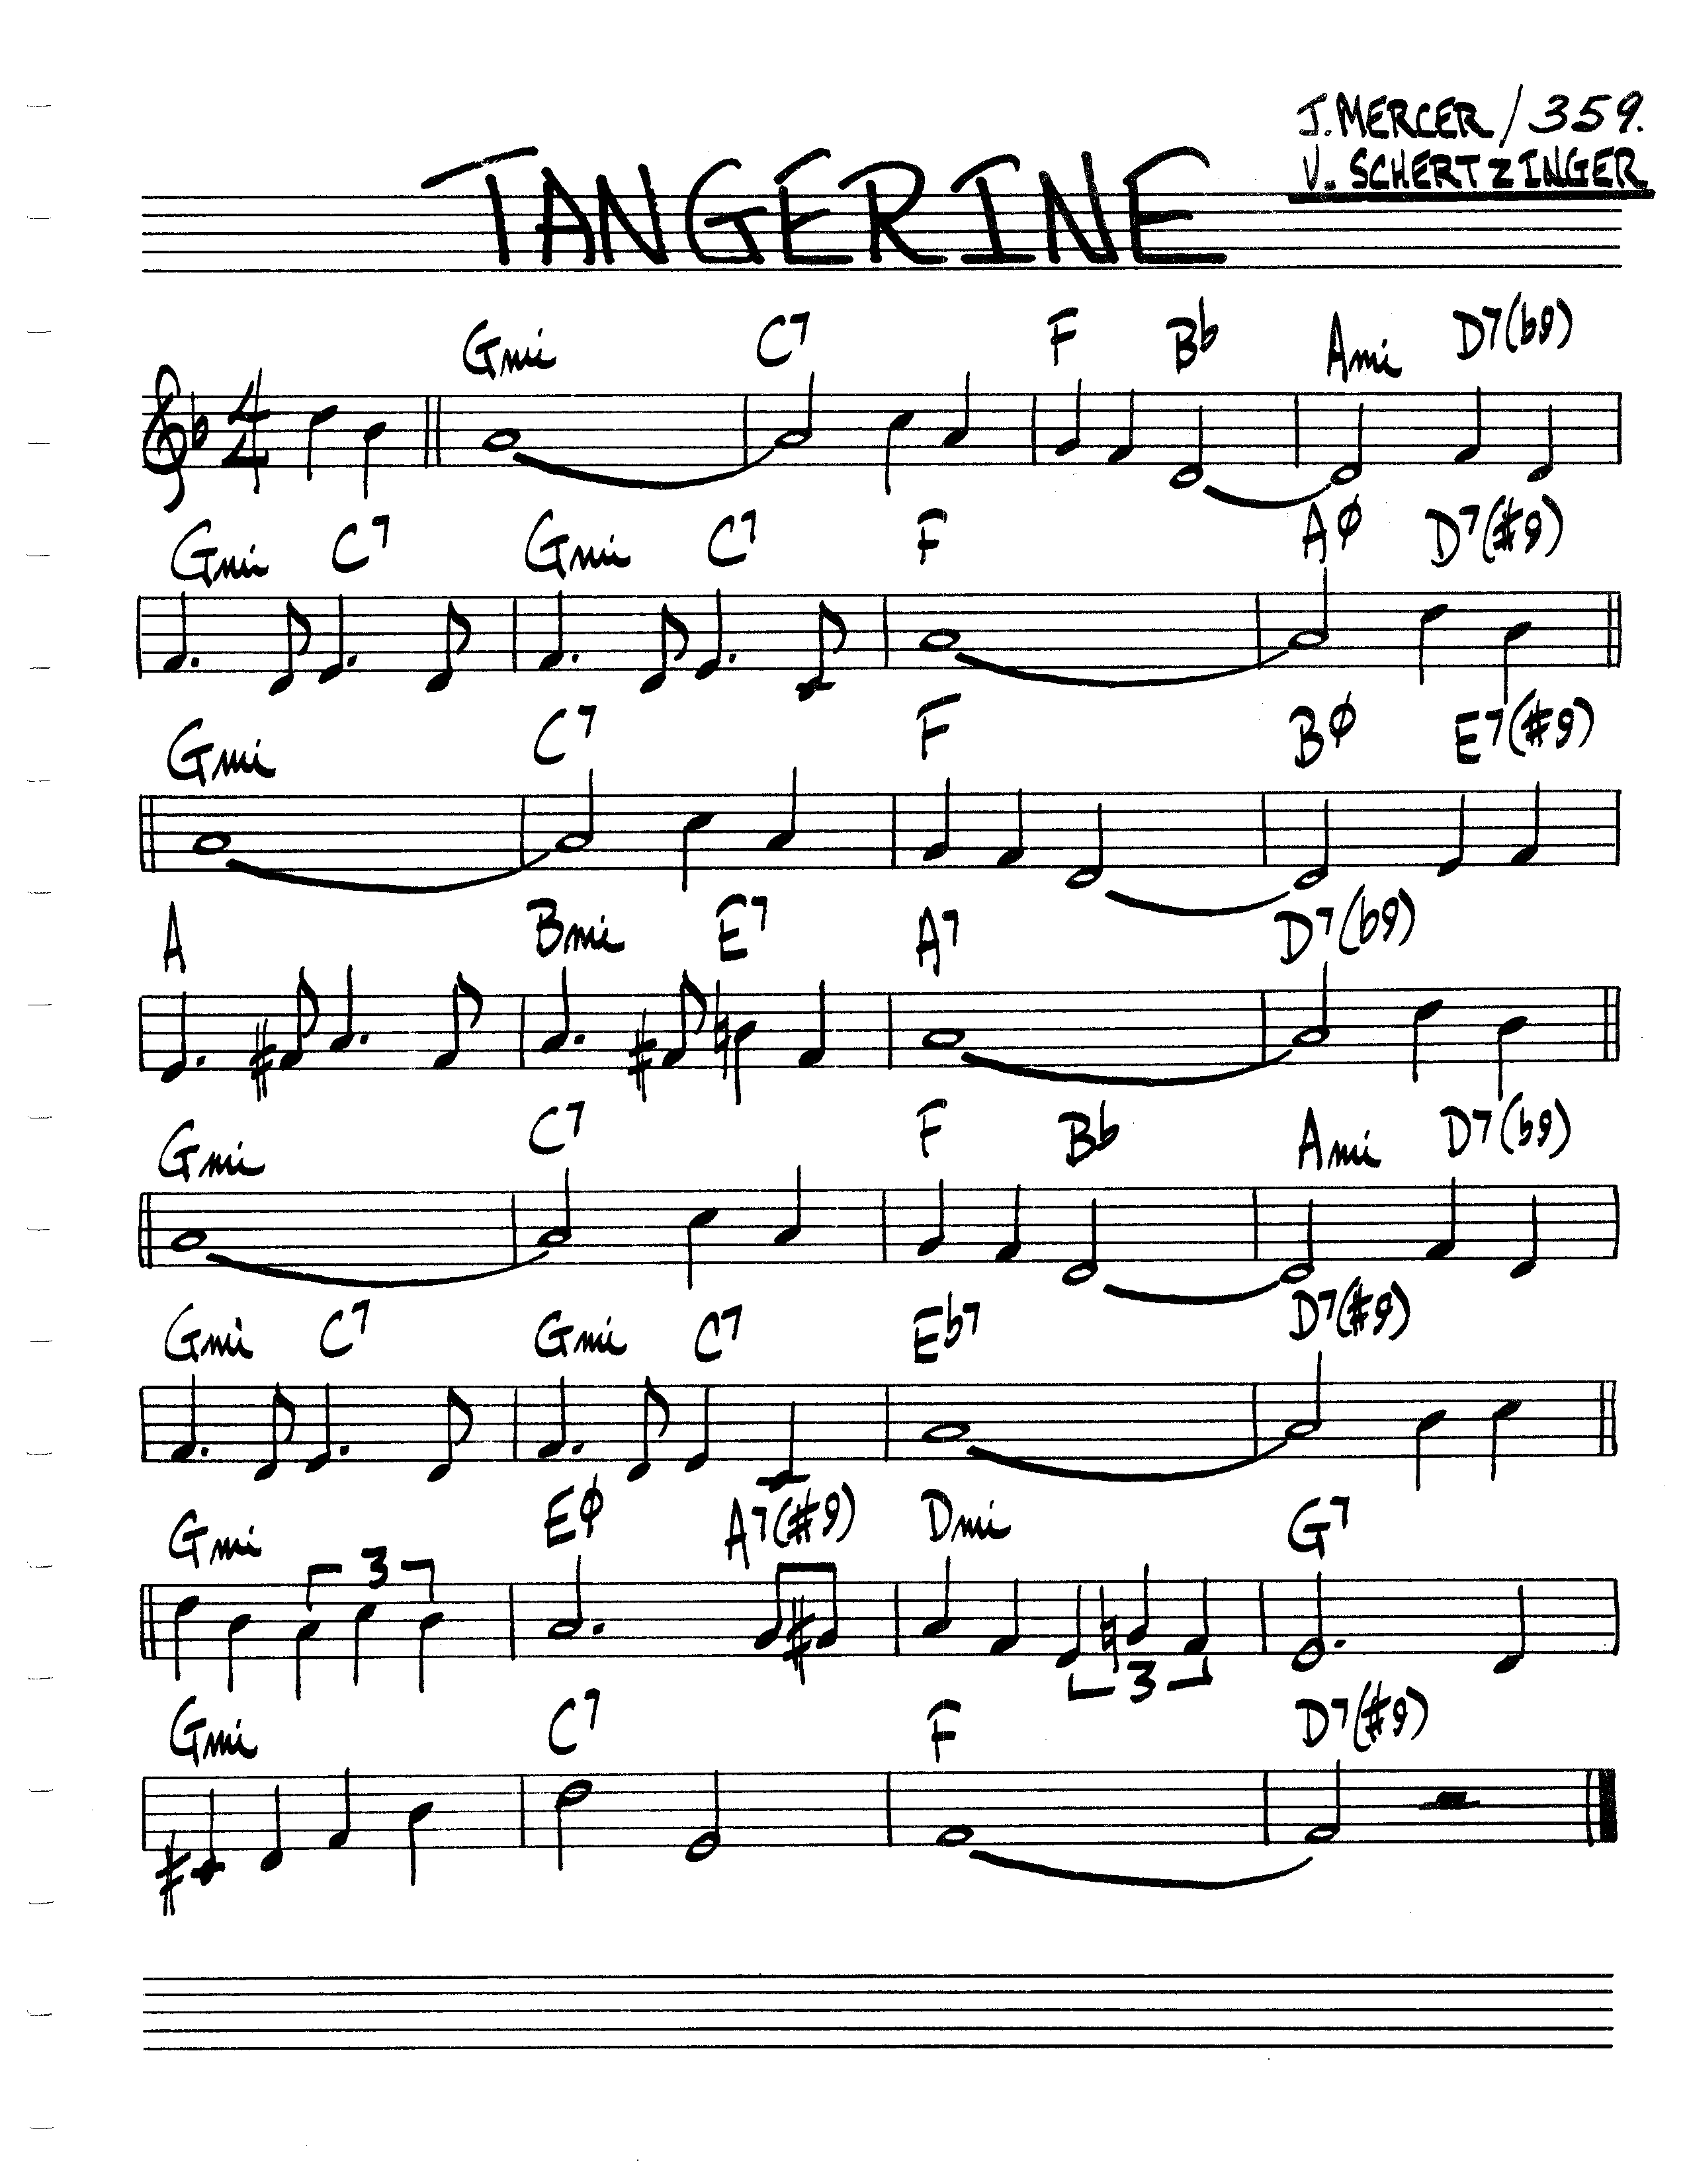 J. MERCER / 359.
V. SCHERTZINGER
TANGERINE
Gmi C7 F Bb Ami D7(b9)
4
4
Gmi C7 Gmi C7 F Aø D7(#9)
Gmi C7 F Bø E7(#9)
A Bmi E7 A7 D7(b9)
Gmi C7 F Bb Ami D7(b9)
Gmi C7 Gmi C7 Eb7 D7(#9)
Gmi Eø A7(#9) Dmi G7
3
3
Gmi C7 F D7(#9)